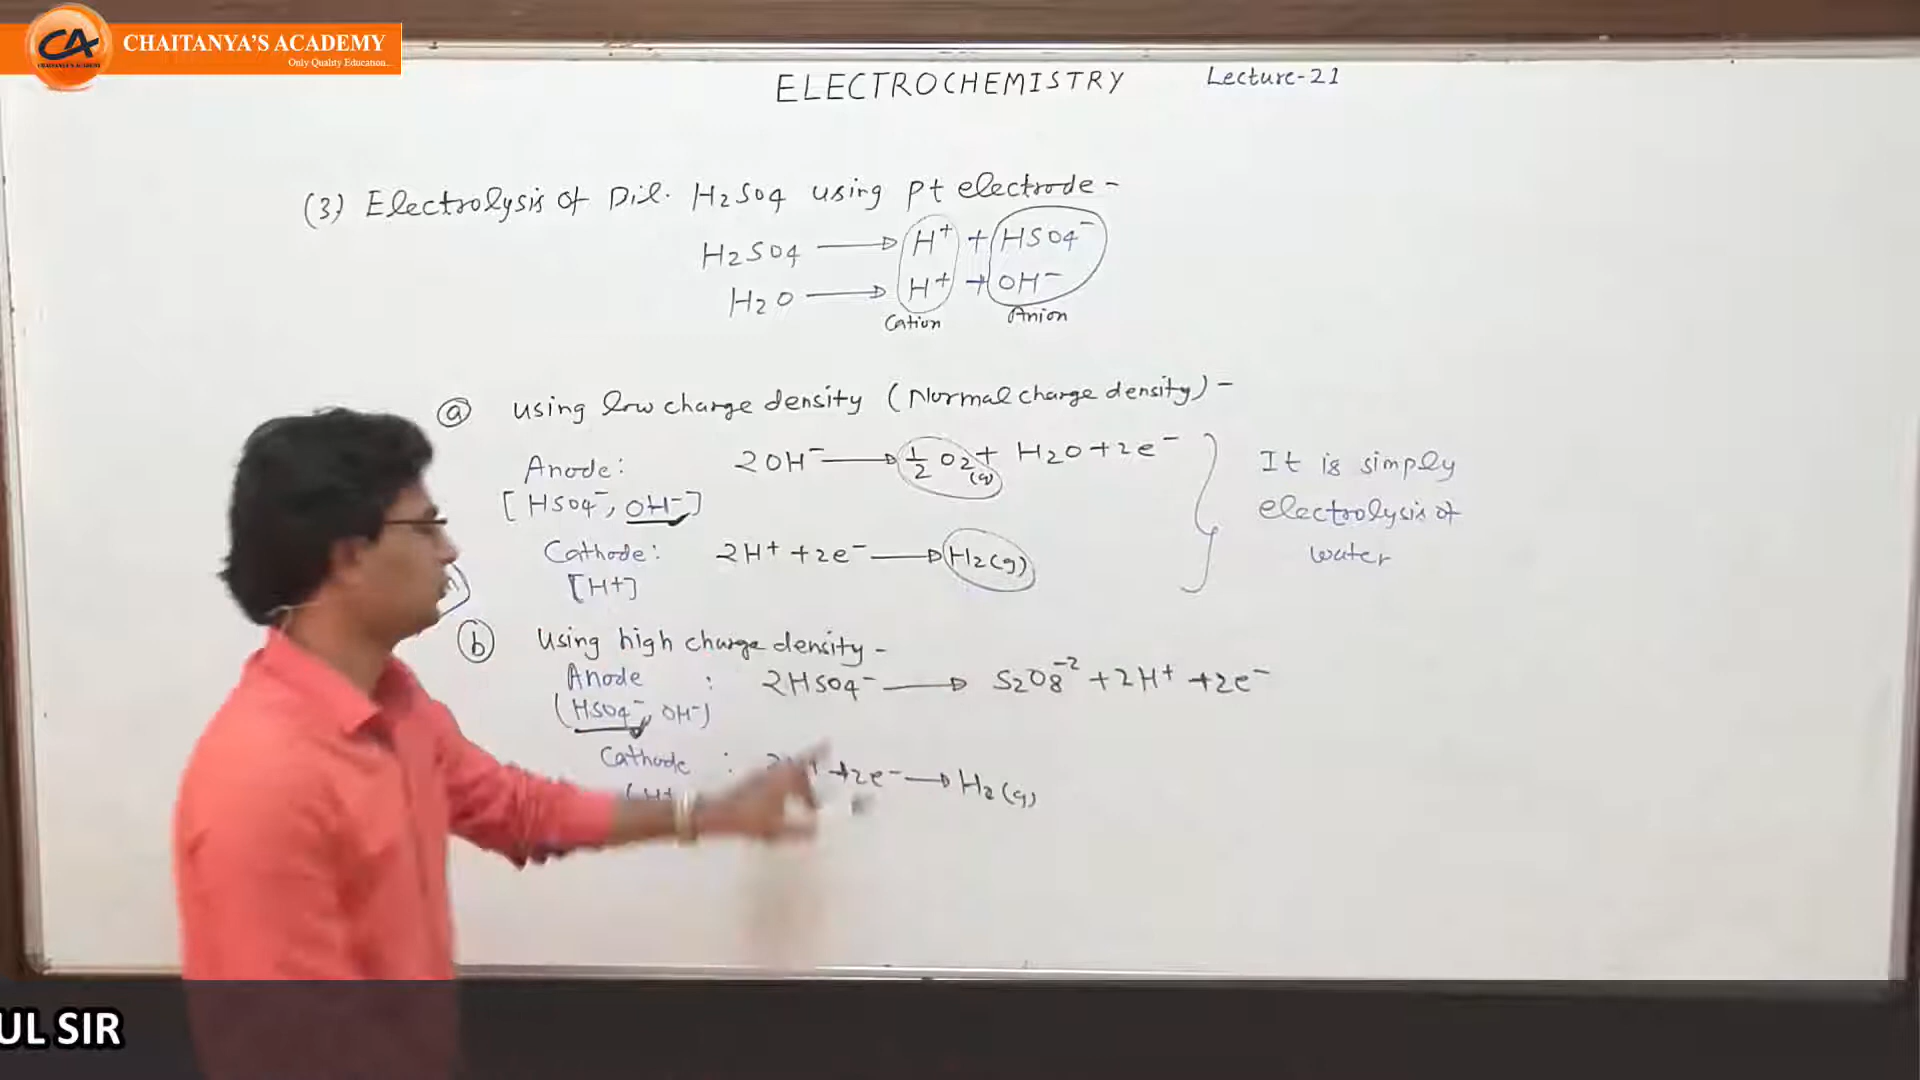 CHAITANYA'S ACADEMY
Only Quality Education...
CA
CHAITANYA'S ACADEMY
ELECTROCHEMISTRY Lecture-21
(3) Electrolysis of Dil. H2SO4 using pt electrode -
H2SO4 → H+ + HSO4-
H2O → H+ + OH-
Cation Anion
(a) using low charge density (Normal charge density) -
Anode: 2OH- → 1/2 O2(g) + H2O + 2e-
[HSO4-, OH-]
Cathode: 2H+ + 2e- → H2(g)
[H+]
It is simply
electrolysis of
water
(b) Using high charge density -
Anode : 2HSO4- → S2O8-2 + 2H+ + 2e-
(HSO4-, OH-)
Cathode : +2e- → H2(g)
(H+
UL SIR